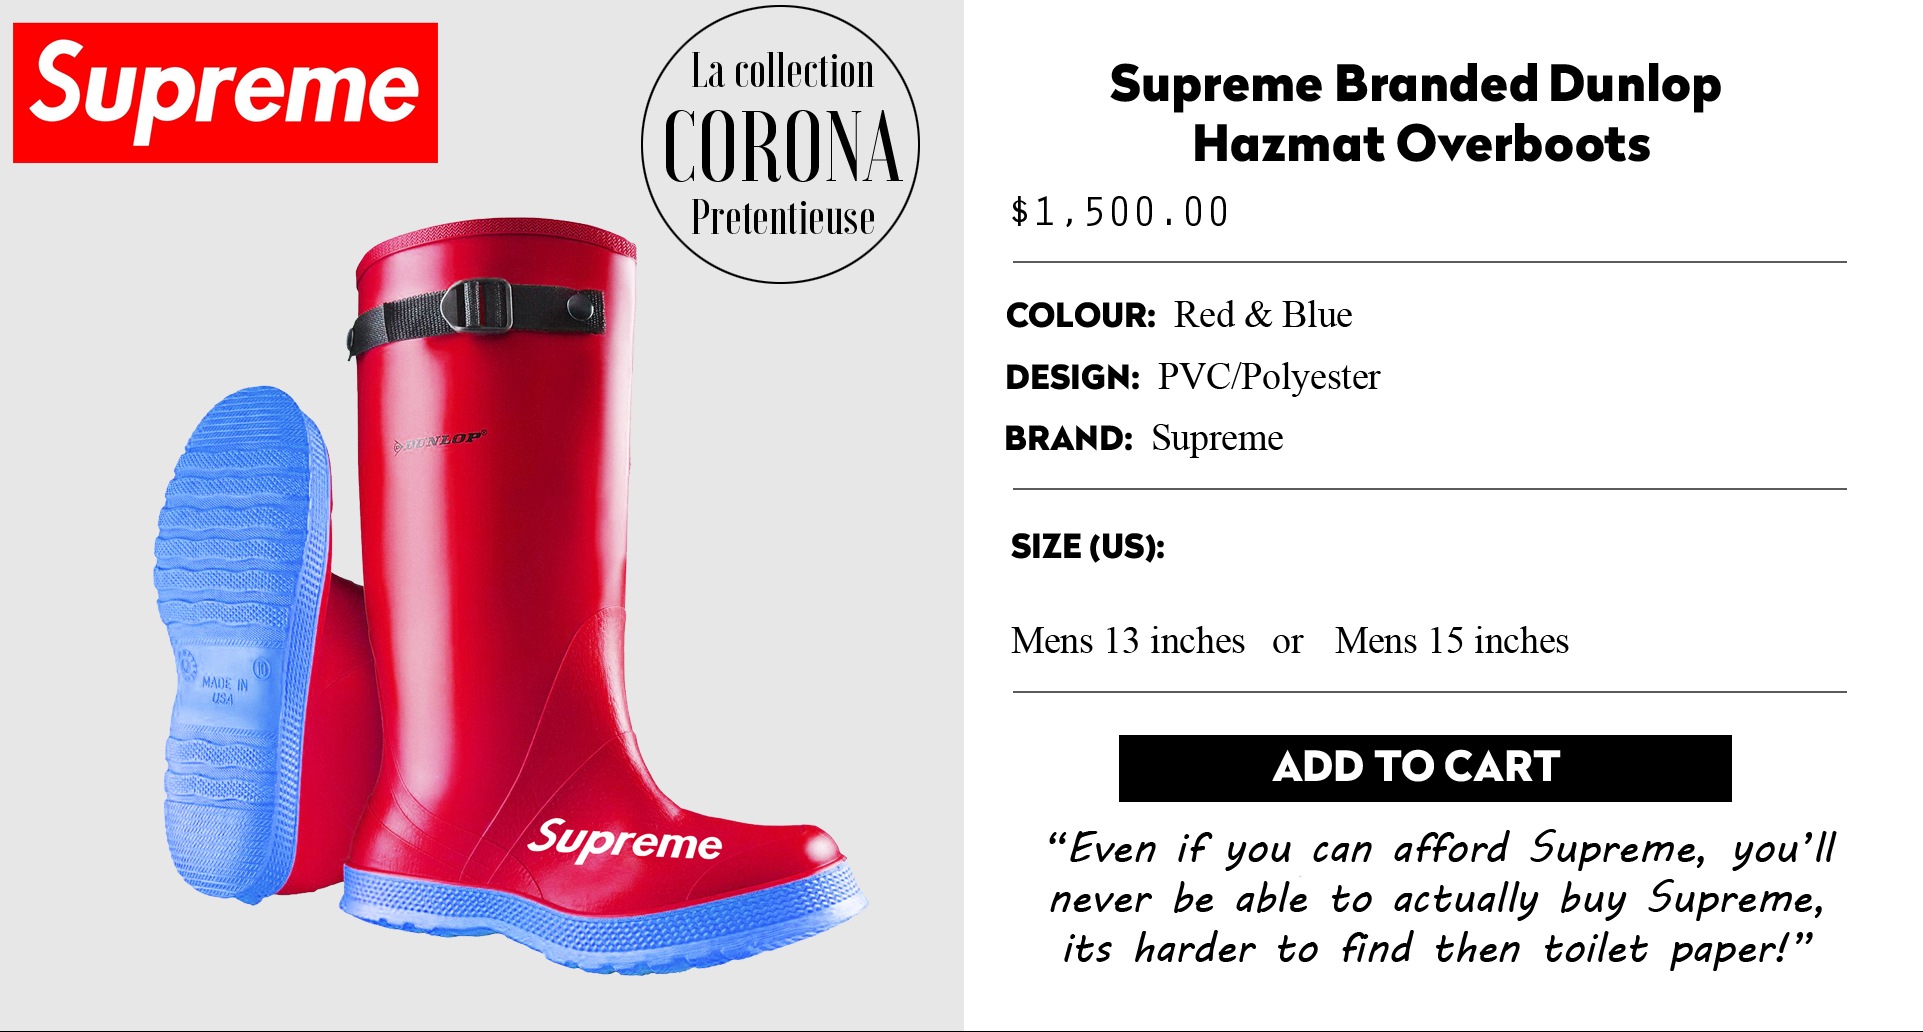 Supreme
La collection
CORONA
Pretentieuse
DUNLOP®
MADE IN
USA
10
Supreme
Supreme Branded Dunlop
Hazmat Overboots
$1,500.00
COLOUR: Red & Blue
DESIGN: PVC/Polyester
BRAND: Supreme
SIZE (US):
Mens 13 inches or Mens 15 inches
ADD TO CART
“Even if you can afford Supreme, you’ll
never be able to actually buy Supreme,
its harder to find then toilet paper!”